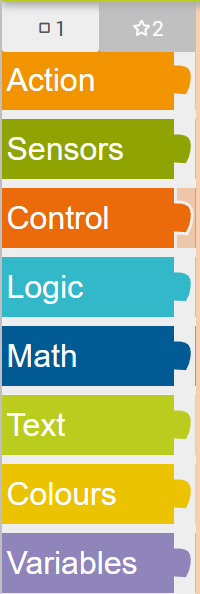 1
2
Action
Sensors
Control
Logic
Math
Text
Colours
Variables